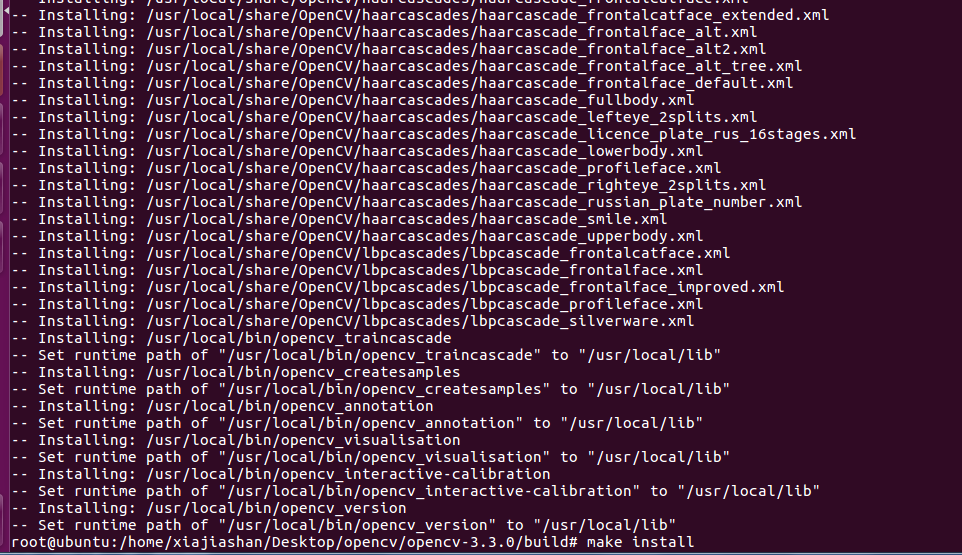 -- Installing: /usr/local/share/OpenCV/haarcascades/haarcascade_frontalcatface.xml
-- Installing: /usr/local/share/OpenCV/haarcascades/haarcascade_frontalcatface_extended.xml
-- Installing: /usr/local/share/OpenCV/haarcascades/haarcascade_frontalface_alt.xml
-- Installing: /usr/local/share/OpenCV/haarcascades/haarcascade_frontalface_alt2.xml
-- Installing: /usr/local/share/OpenCV/haarcascades/haarcascade_frontalface_alt_tree.xml
-- Installing: /usr/local/share/OpenCV/haarcascades/haarcascade_frontalface_default.xml
-- Installing: /usr/local/share/OpenCV/haarcascades/haarcascade_fullbody.xml
-- Installing: /usr/local/share/OpenCV/haarcascades/haarcascade_lefteye_2splits.xml
-- Installing: /usr/local/share/OpenCV/haarcascades/haarcascade_licence_plate_rus_16stages.xml
-- Installing: /usr/local/share/OpenCV/haarcascades/haarcascade_lowerbody.xml
-- Installing: /usr/local/share/OpenCV/haarcascades/haarcascade_profileface.xml
-- Installing: /usr/local/share/OpenCV/haarcascades/haarcascade_righteye_2splits.xml
-- Installing: /usr/local/share/OpenCV/haarcascades/haarcascade_russian_plate_number.xml
-- Installing: /usr/local/share/OpenCV/haarcascades/haarcascade_smile.xml
-- Installing: /usr/local/share/OpenCV/haarcascades/haarcascade_upperbody.xml
-- Installing: /usr/local/share/OpenCV/lbpcascades/lbpcascade_frontalcatface.xml
-- Installing: /usr/local/share/OpenCV/lbpcascades/lbpcascade_frontalface.xml
-- Installing: /usr/local/share/OpenCV/lbpcascades/lbpcascade_frontalface_improved.xml
-- Installing: /usr/local/share/OpenCV/lbpcascades/lbpcascade_profileface.xml
-- Installing: /usr/local/share/OpenCV/lbpcascades/lbpcascade_silverware.xml
-- Installing: /usr/local/bin/opencv_traincascade
-- Set runtime path of "/usr/local/bin/opencv_traincascade" to "/usr/local/lib"
-- Installing: /usr/local/bin/opencv_createsamples
-- Set runtime path of "/usr/local/bin/opencv_createsamples" to "/usr/local/lib"
-- Installing: /usr/local/bin/opencv_annotation
-- Set runtime path of "/usr/local/bin/opencv_annotation" to "/usr/local/lib"
-- Installing: /usr/local/bin/opencv_visualisation
-- Set runtime path of "/usr/local/bin/opencv_visualisation" to "/usr/local/lib"
-- Installing: /usr/local/bin/opencv_interactive-calibration
-- Set runtime path of "/usr/local/bin/opencv_interactive-calibration" to "/usr/local/lib"
-- Installing: /usr/local/bin/opencv_version
-- Set runtime path of "/usr/local/bin/opencv_version" to "/usr/local/lib"
root@ubuntu:/home/xiajiashan/Desktop/opencv/opencv-3.3.0/build# make install